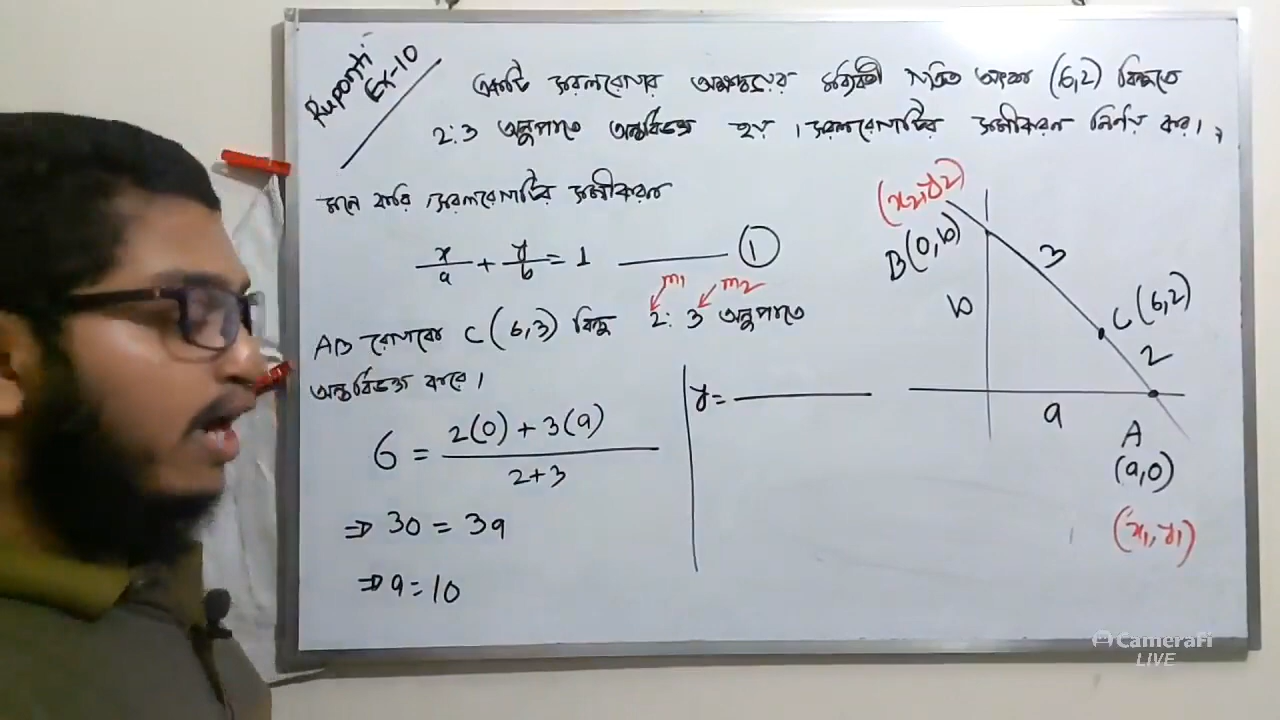 Ruponti
Ex-10
একটি সরলরেখার অক্ষদ্বয়ের মধ্যবর্তী খন্ডিত অংশ (6,2) বিন্দুতে
2:3 অনুপাতে অন্তর্বিভক্ত হয়। সরলরেখাটির সমীকরণ নির্ণয় কর।
মনে করি সরলরেখাটির সমীকরণ
x/a + y/b = 1 ——— ①
m1 m2
AB রেখাকে C(6,3) বিন্দু 2:3 অনুপাতে
অন্তর্বিভক্ত করে।
6 = (2(0) + 3(a))/(2+3)
⇒ 30 = 3a
⇒ a = 10
y = ———
(x2, y2)
B(0,b)
3
b
C(6,2)
2
a
A
(a,0)
(x1, y1)
CameraFi
LIVE